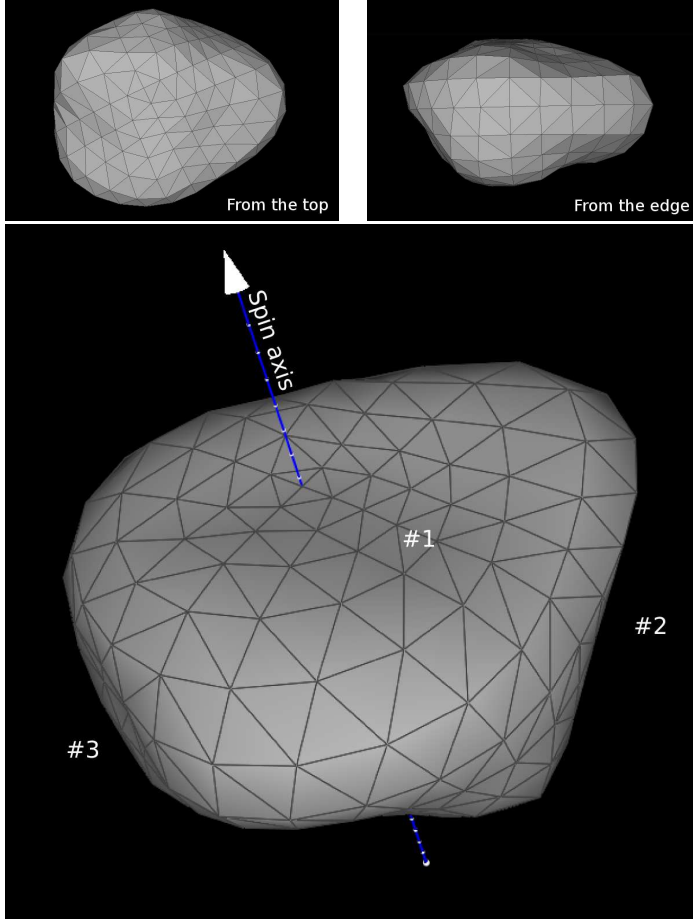 From the top
From the edge
Spin axis
#1
#2
#3